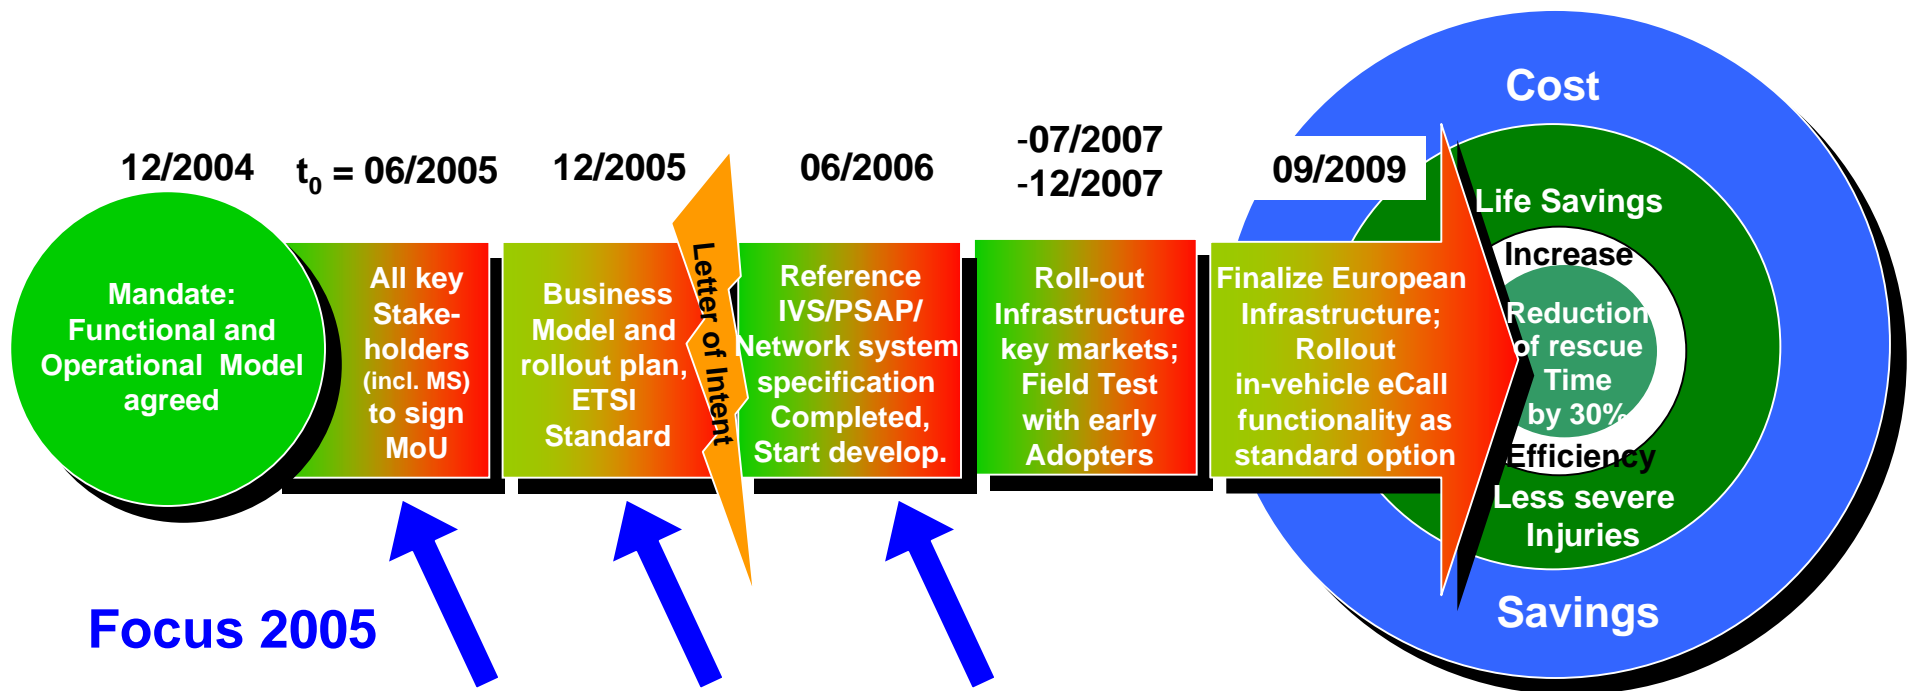 12/2004
Mandate:
Functional and
Operational Model
agreed
t0 = 06/2005
All key
Stake-
holders
(incl. MS)
to sign
MoU
12/2005
Business
Model and
rollout plan,
ETSI
Standard
Letter of Intent
06/2006
Reference
IVS/PSAP/
Network system
specification
Completed,
Start develop.
-07/2007
-12/2007
Roll-out
Infrastructure
key markets;
Field Test
with early
Adopters
09/2009
Finalize European
Infrastructure;
Rollout
in-vehicle eCall
functionality as
standard option
Cost
Life Savings
Increase
Reduction
of rescue
Time
by 30%
Efficiency
Less severe
Injuries
Savings
Focus 2005